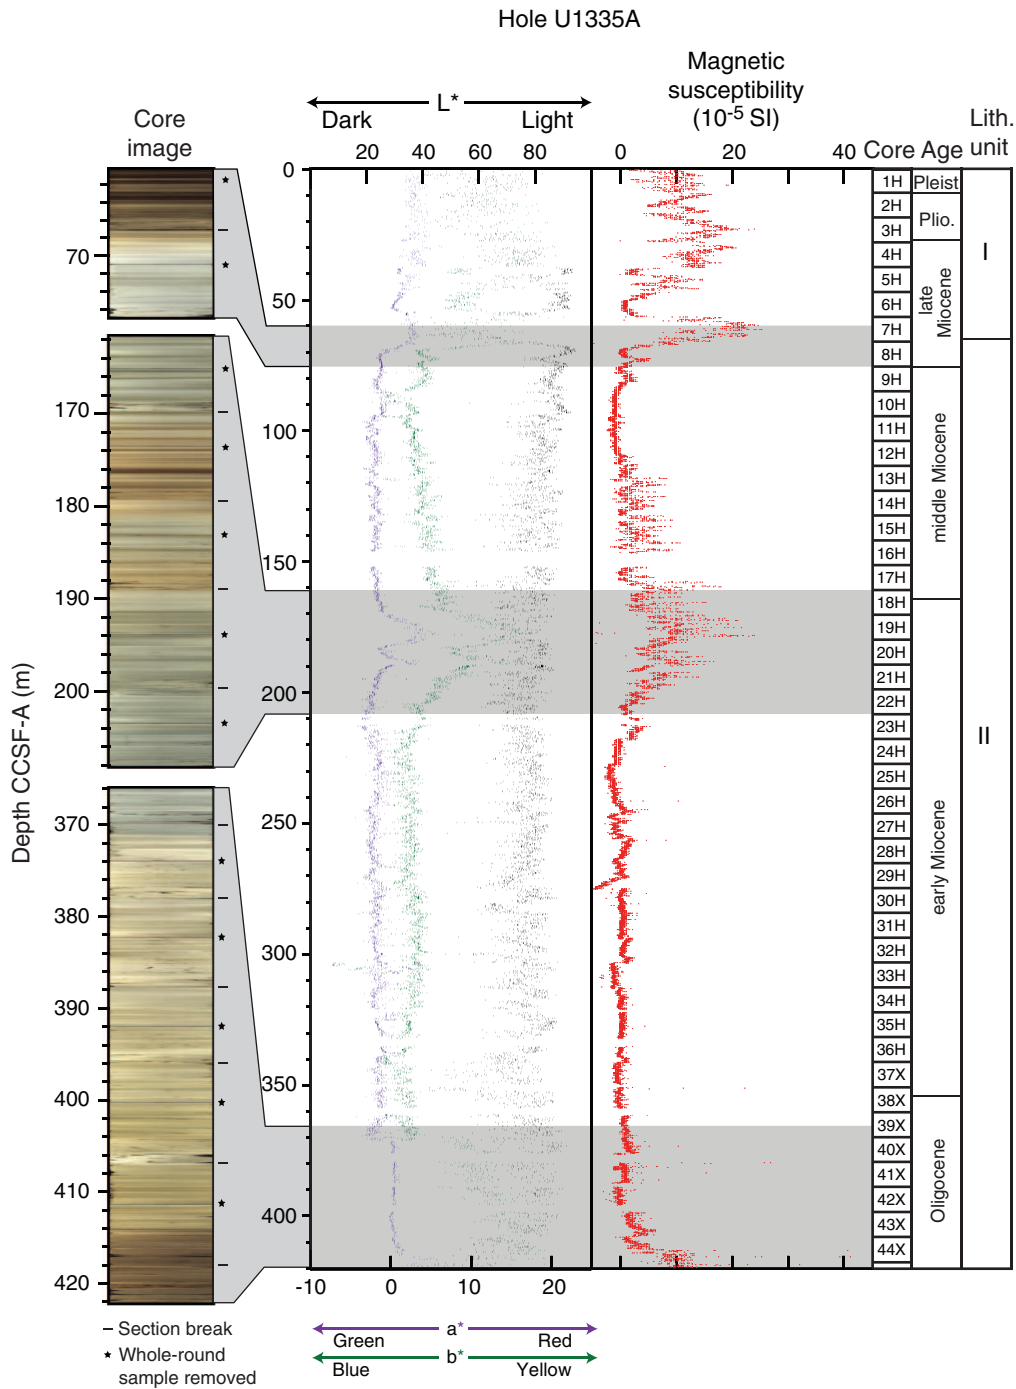 Hole U1335A
Magnetic
susceptibility
(10-5 SI)
L*
Dark
Light
Core
image
Lith.
unit
20 40 60 80
0 20 40
Core Age
Depth CCSF-A (m)
70
170
180
190
200
370
380
390
400
410
420
0
50
100
150
200
250
300
350
400
1H
2H
3H
4H
5H
6H
7H
8H
9H
10H
11H
12H
13H
14H
15H
16H
17H
18H
19H
20H
21H
22H
23H
24H
25H
26H
27H
28H
29H
30H
31H
32H
33H
34H
35H
36H
37X
38X
39X
40X
41X
42X
43X
44X
Pleist
Plio.
late
Miocene
middle Miocene
early Miocene
Oligocene
I
II
-10 0 10 20
a*
Green
Red
b*
Blue
Yellow
Section break
Whole-round
sample removed